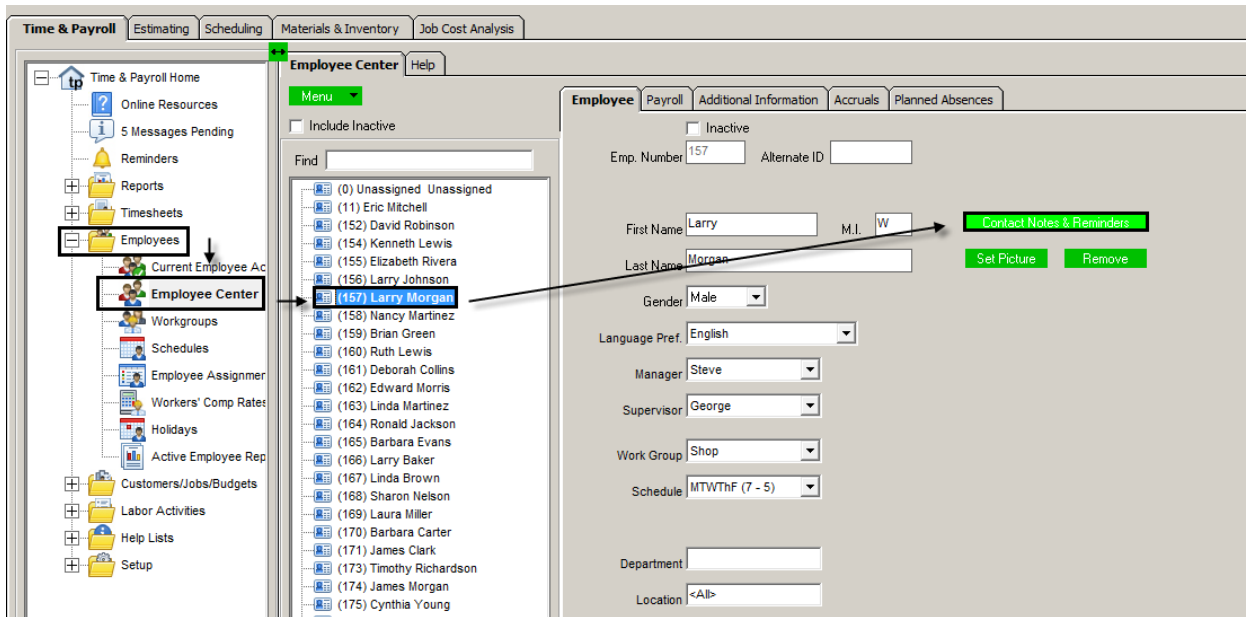 Time & Payroll Estimating Scheduling Materials & Inventory Job Cost Analysis
tp Time & Payroll Home
Online Resources
5 Messages Pending
Reminders
Reports
Timesheets
Employees
Current Employee Ac
Employee Center
Workgroups
Schedules
Employee Assignmer
Workers' Comp Rates
Holidays
Active Employee Rep
Customers/Jobs/Budgets
Labor Activities
Help Lists
Setup
Employee Center Help
Menu
Include Inactive
Find
(0) Unassigned Unassigned
(11) Eric Mitchell
(152) David Robinson
(154) Kenneth Lewis
(155) Elizabeth Rivera
(156) Larry Johnson
(157) Larry Morgan
(158) Nancy Martinez
(159) Brian Green
(160) Ruth Lewis
(161) Deborah Collins
(162) Edward Morris
(163) Linda Martinez
(164) Ronald Jackson
(165) Barbara Evans
(166) Larry Baker
(167) Linda Brown
(168) Sharon Nelson
(169) Laura Miller
(170) Barbara Carter
(171) James Clark
(173) Timothy Richardson
(174) James Morgan
(175) Cynthia Young
Employee Payroll Additional Information Accruals Planned Absences
Inactive
Emp. Number 157 Alternate ID
First Name Larry M.I. W Contact Notes & Reminders
Last Name Morgan Set Picture Remove
Gender Male
Language Pref. English
Manager Steve
Supervisor George
Work Group Shop
Schedule MTWThF (7 - 5)
Department
Location <All>